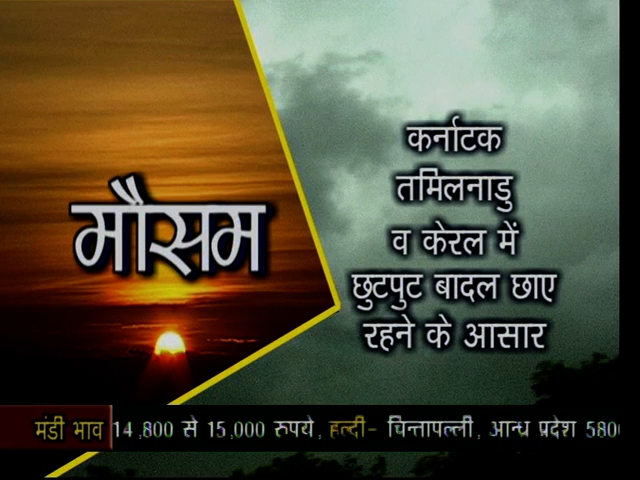 मौसम
कर्नाटक
तमिलनाडु
व केरल में
छुटपुट बादल छाए
रहने के आसार
मंडी भाव 14,800 से 15,000 रुपये, हल्दी- चिन्तापल्ली, आन्ध्र प्रदेश 580